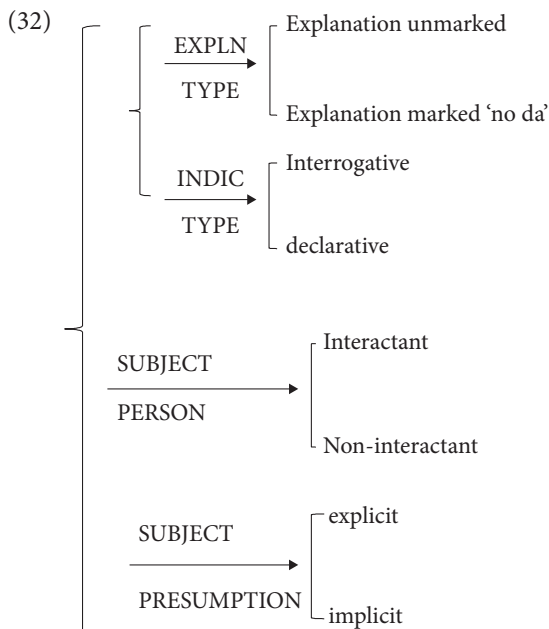 (32)
Explanation unmarked
EXPLN
TYPE
Explanation marked ‘no da’
Interrogative
INDIC
TYPE
declarative
Interactant
SUBJECT
PERSON
Non-interactant
explicit
SUBJECT
PRESUMPTION
implicit